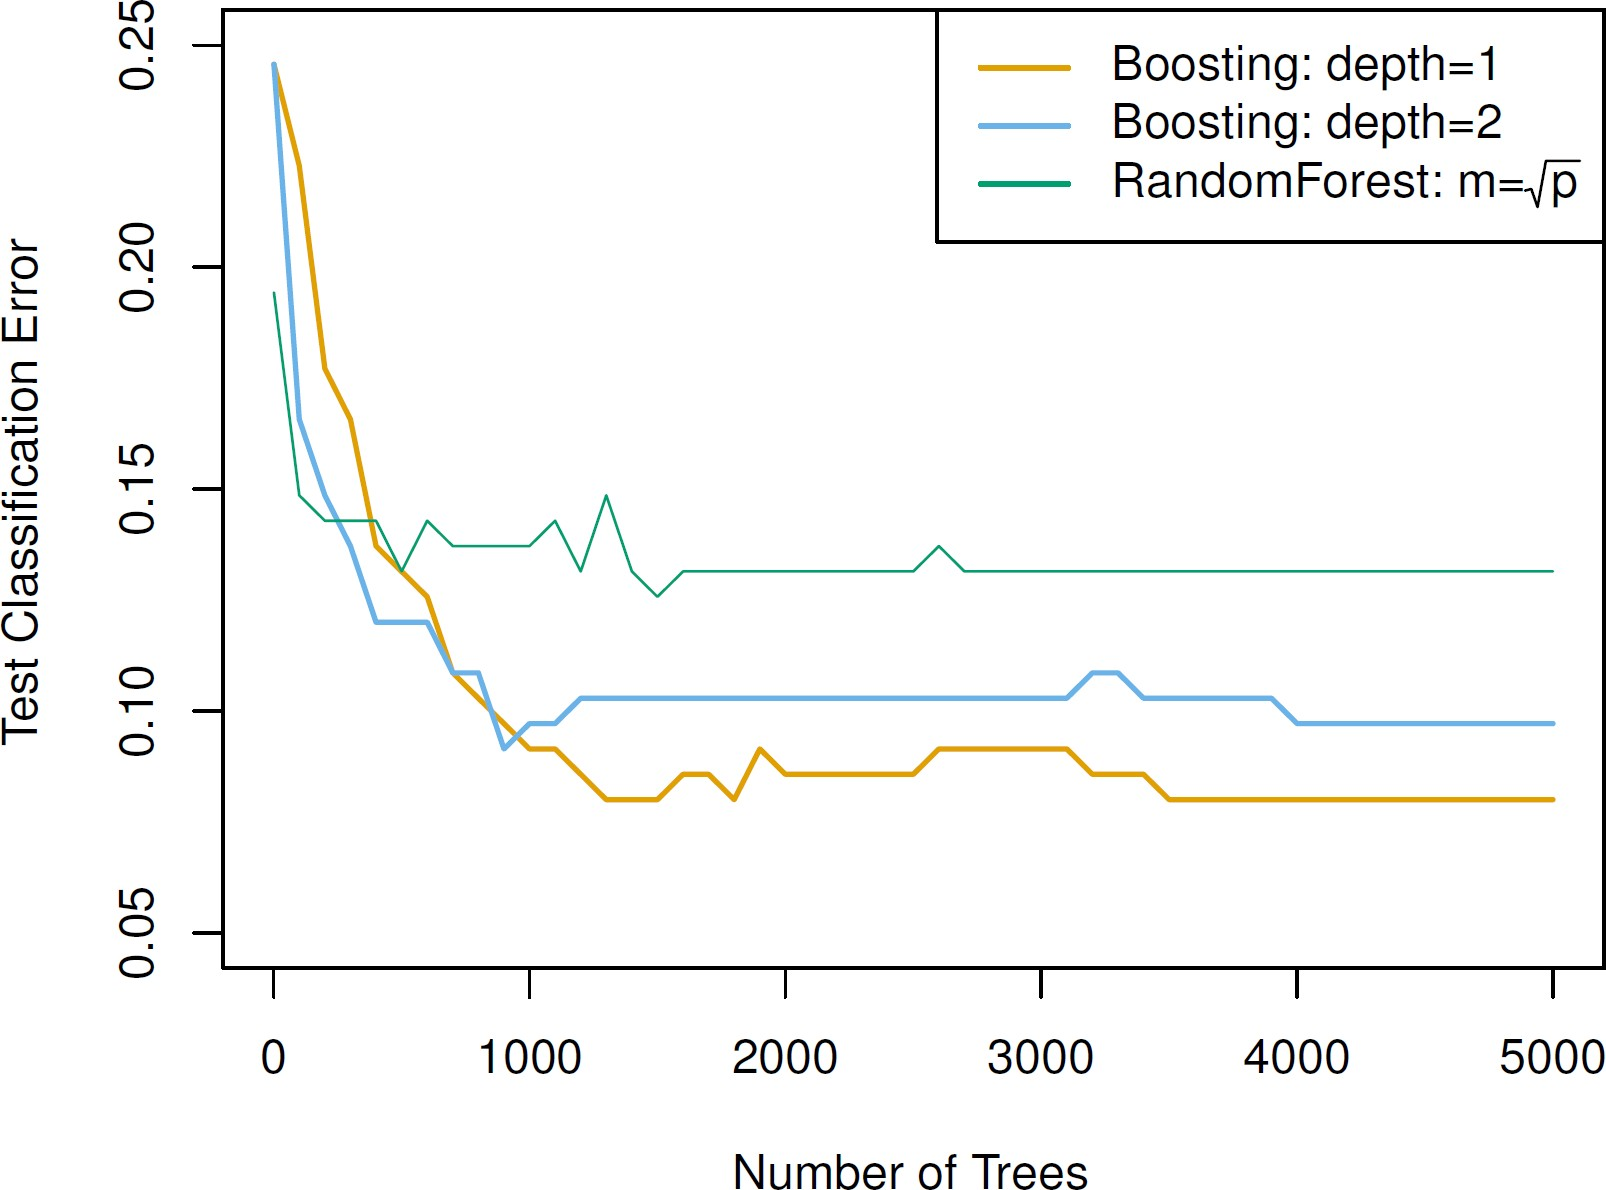 Boosting: depth=1
Boosting: depth=2
RandomForest: m=√p
Test Classification Error
0.25
0.20
0.15
0.10
0.05
0 1000 2000 3000 4000 5000
Number of Trees